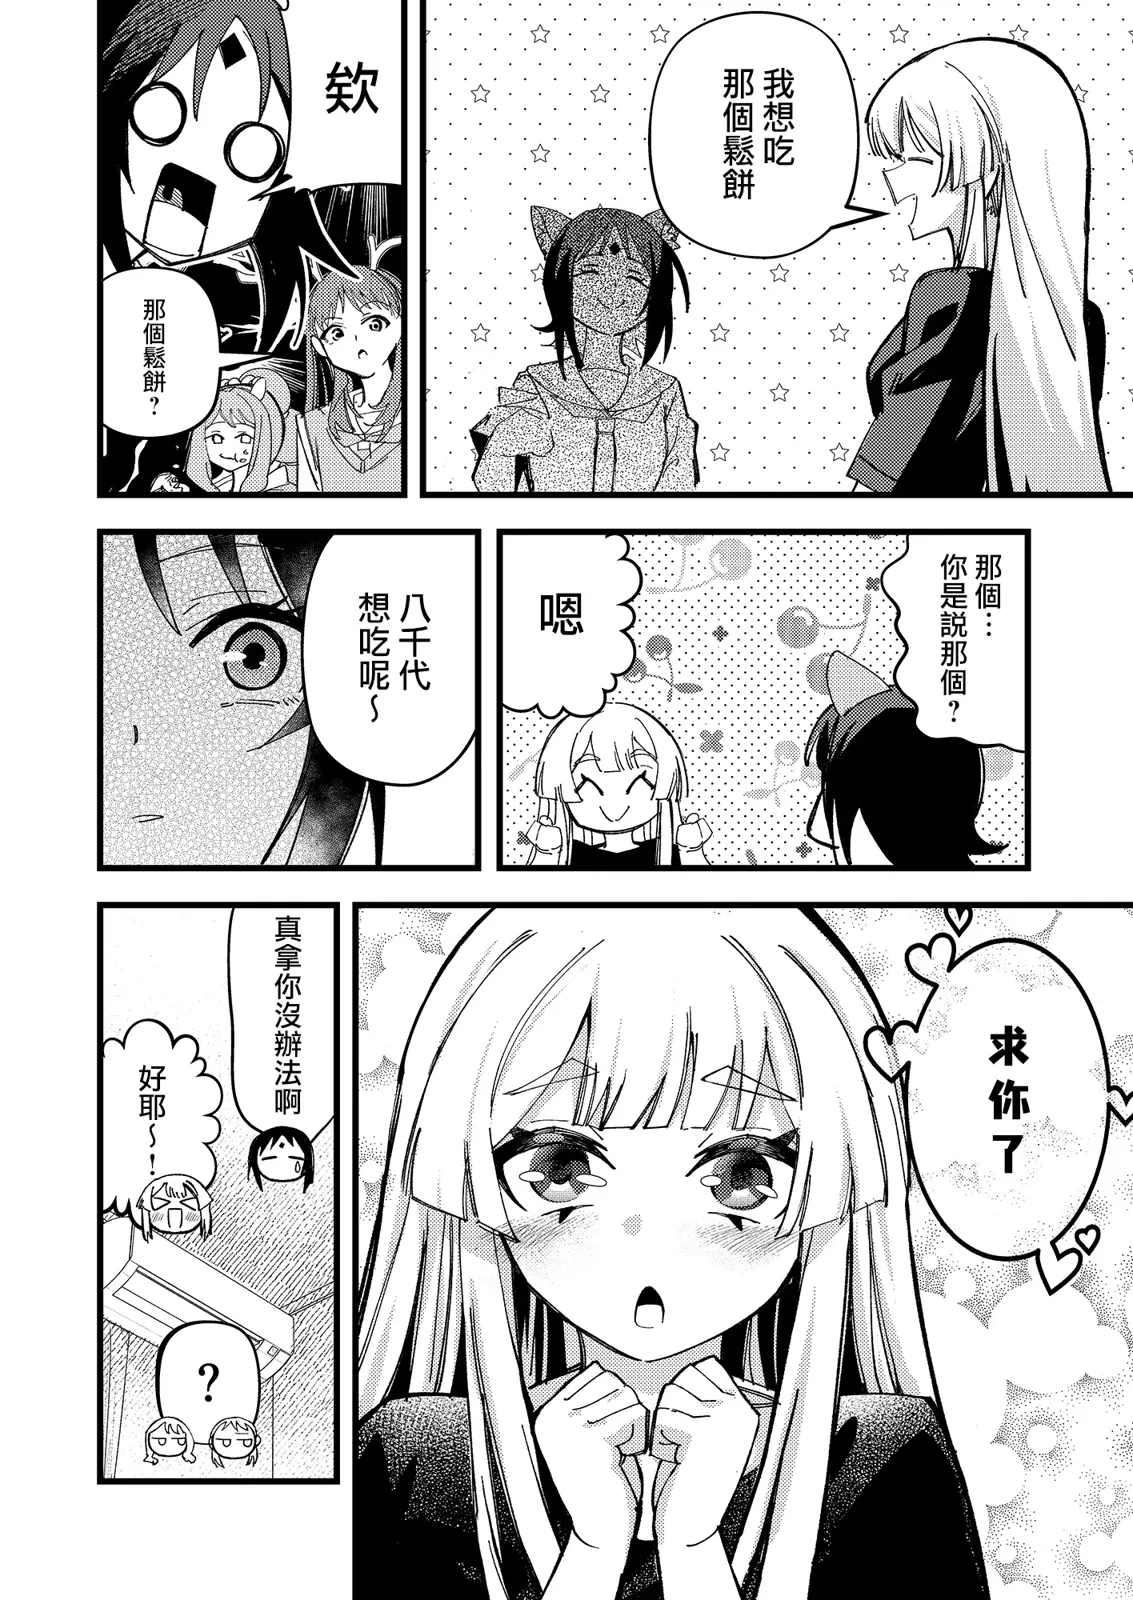 我想吃
那個鬆餅
欸
那個鬆餅?
那個…
你是説那個?
嗯
八千代
想吃呢～
求你了
真拿你沒辦法啊
好耶～!
?